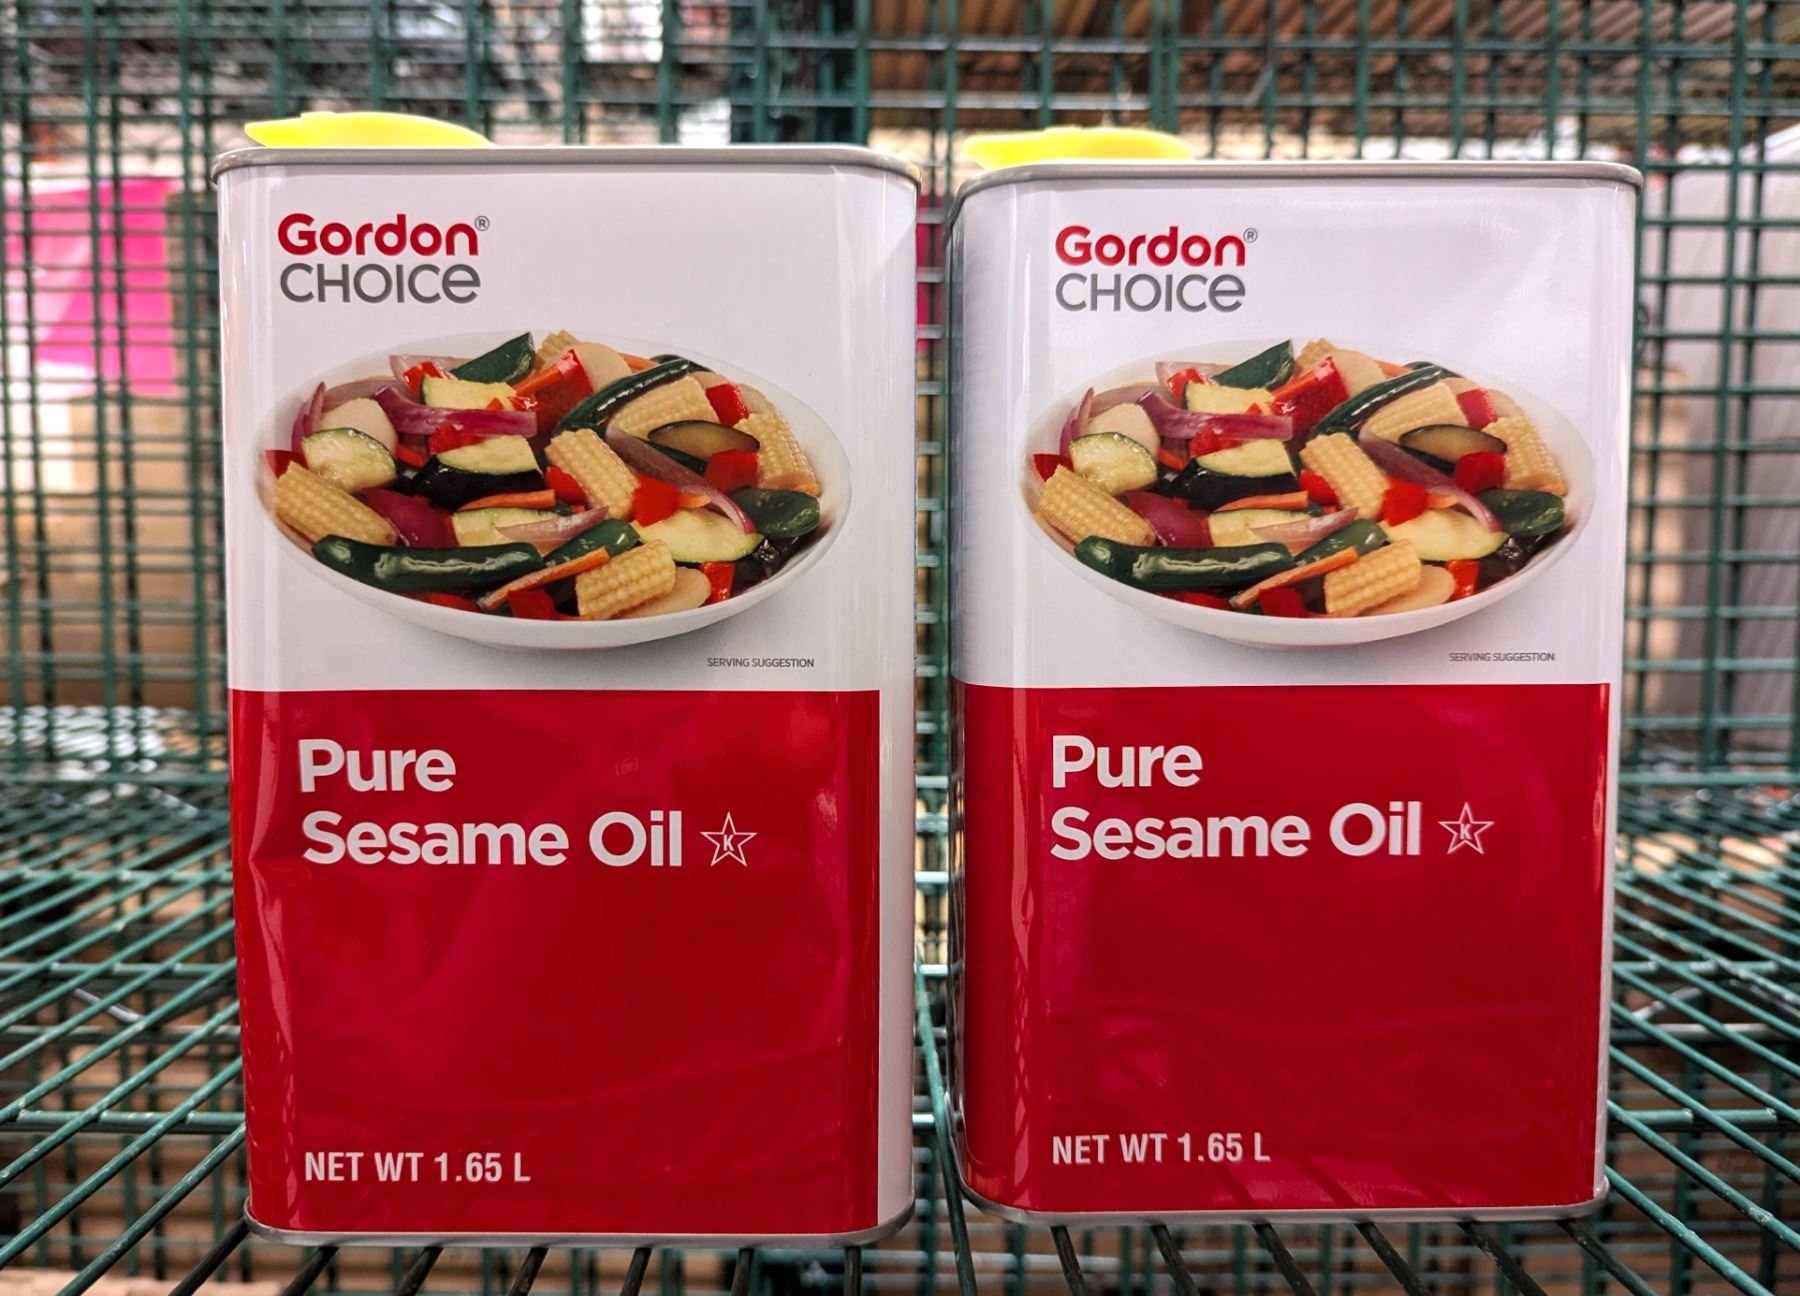 Gordon®
CHOICe
SERVING SUGGESTION
Pure
Sesame Oil K
NET WT 1.65 L
Gordon®
CHOICe
SERVING SUGGESTION
Pure
Sesame Oil K
NET WT 1.65 L